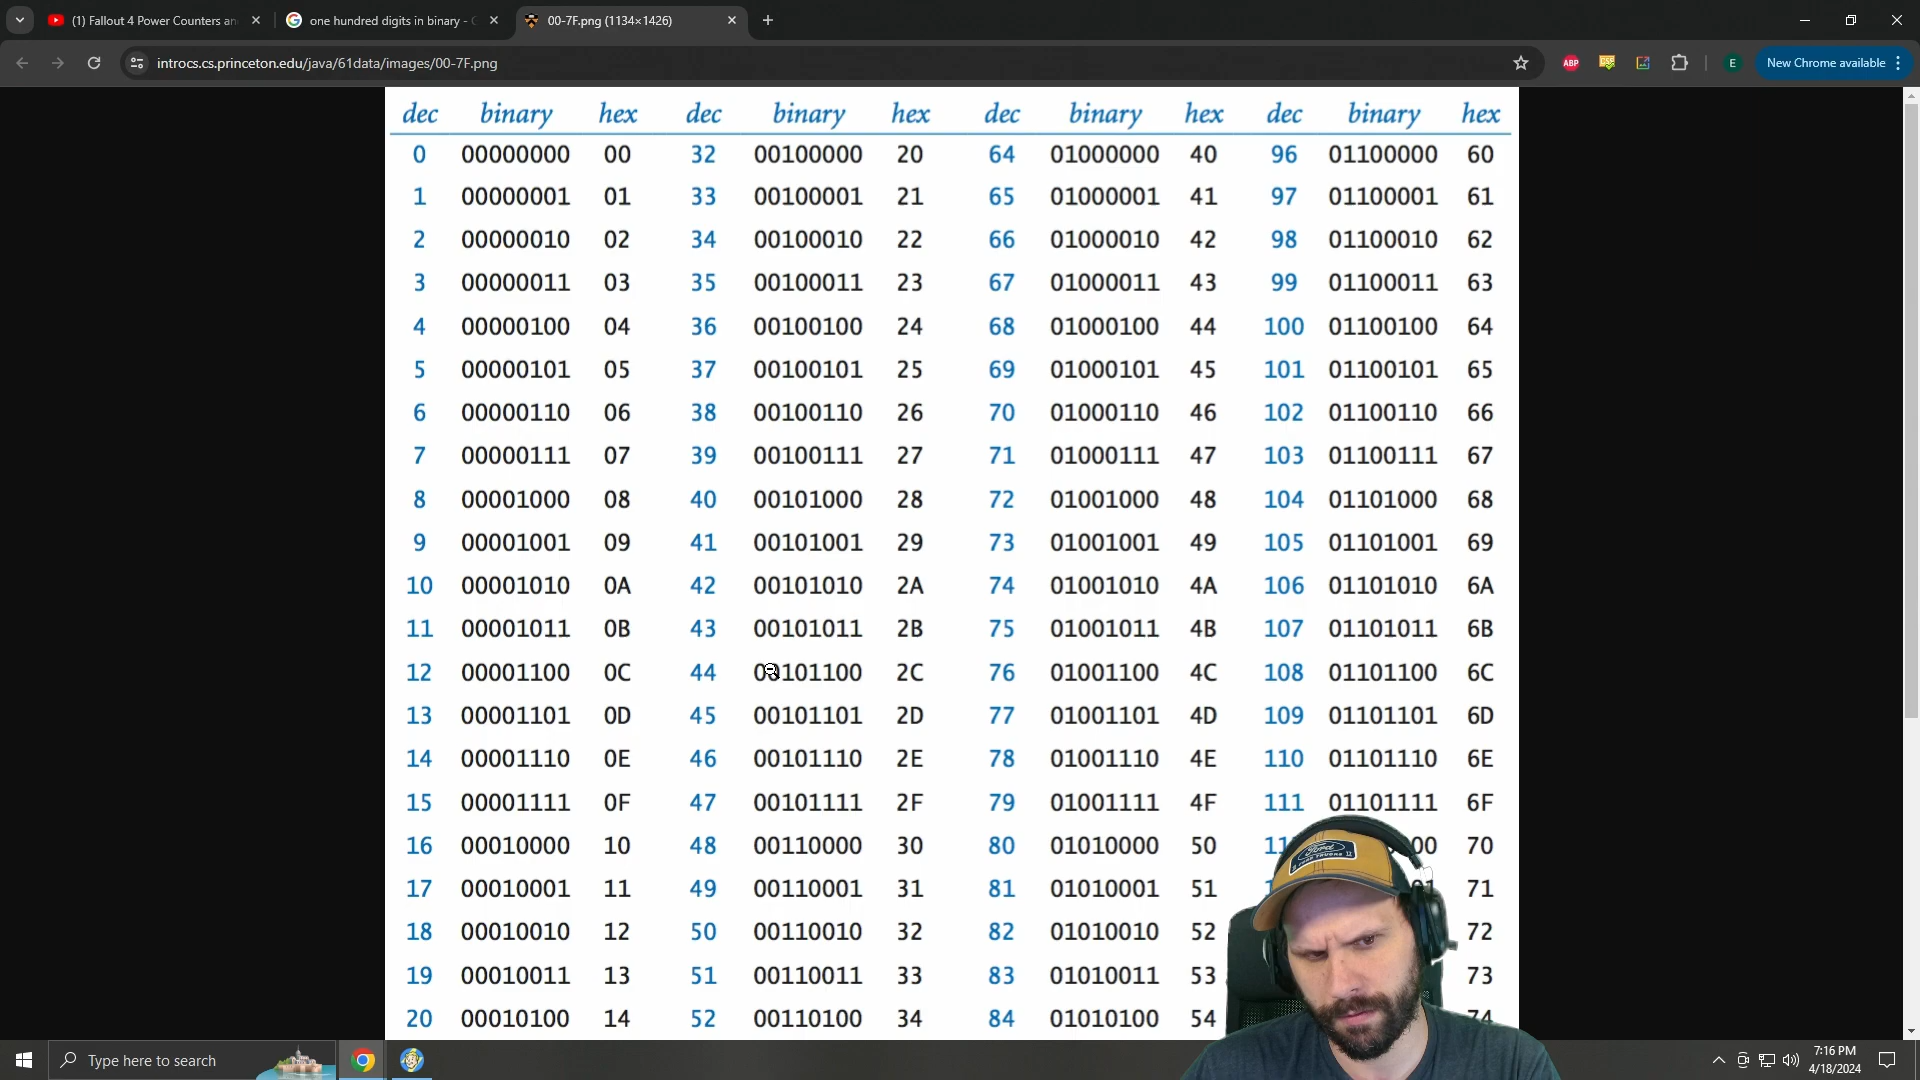 (1) Fallout 4 Power Counters an
one hundred digits in binary - G
00-7F.png (1134×1426)
introcs.cs.princeton.edu/java/61data/images/00-7F.png
ABP
E
New Chrome available
dec binary hex dec binary hex dec binary hex dec binary hex
0 00000000 00 32 00100000 20 64 01000000 40 96 01100000 60
1 00000001 01 33 00100001 21 65 01000001 41 97 01100001 61
2 00000010 02 34 00100010 22 66 01000010 42 98 01100010 62
3 00000011 03 35 00100011 23 67 01000011 43 99 01100011 63
4 00000100 04 36 00100100 24 68 01000100 44 100 01100100 64
5 00000101 05 37 00100101 25 69 01000101 45 101 01100101 65
6 00000110 06 38 00100110 26 70 01000110 46 102 01100110 66
7 00000111 07 39 00100111 27 71 01000111 47 103 01100111 67
8 00001000 08 40 00101000 28 72 01001000 48 104 01101000 68
9 00001001 09 41 00101001 29 73 01001001 49 105 01101001 69
10 00001010 0A 42 00101010 2A 74 01001010 4A 106 01101010 6A
11 00001011 0B 43 00101011 2B 75 01001011 4B 107 01101011 6B
12 00001100 0C 44 00101100 2C 76 01001100 4C 108 01101100 6C
13 00001101 0D 45 00101101 2D 77 01001101 4D 109 01101101 6D
14 00001110 0E 46 00101110 2E 78 01001110 4E 110 01101110 6E
15 00001111 0F 47 00101111 2F 79 01001111 4F 111 01101111 6F
16 00010000 10 48 00110000 30 80 01010000 50 11 00 70
17 00010001 11 49 00110001 31 81 01010001 51 01 71
18 00010010 12 50 00110010 32 82 01010010 52 72
19 00010011 13 51 00110011 33 83 01010011 53 73
20 00010100 14 52 00110100 34 84 01010100 54 74
Ford
Type here to search
7:16 PM
4/18/2024